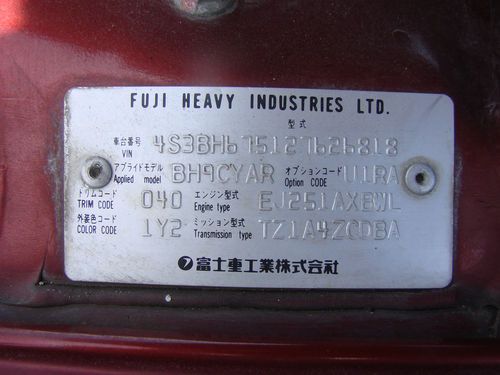 FUJI HEAVY INDUSTRIES LTD.
型式
車台番号 VIN 4S3BH675127626818
アプライドモデル Applied model BH9CYAR オプションコード Option CODE U1RA
トリムコード TRIM CODE 040 エンジン型式 Engine type EJ251AXBWL
外装色コード COLOR CODE 1Y2 ミッション型式 Transmission type TZ1A4ZCDBA
富士重工業株式会社